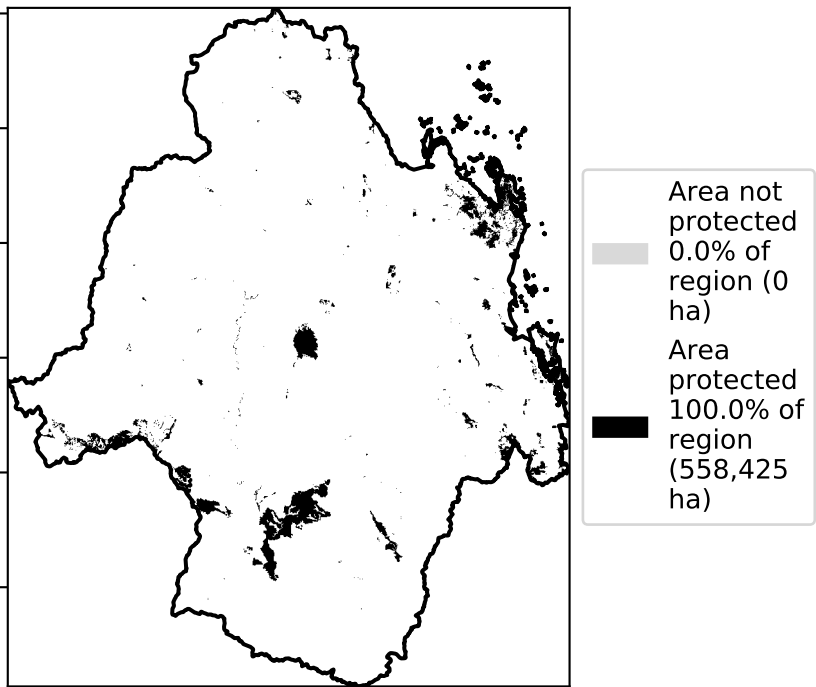 Area not
protected
0.0% of
region (0
ha)
Area
protected
100.0% of
region
(558,425
ha)